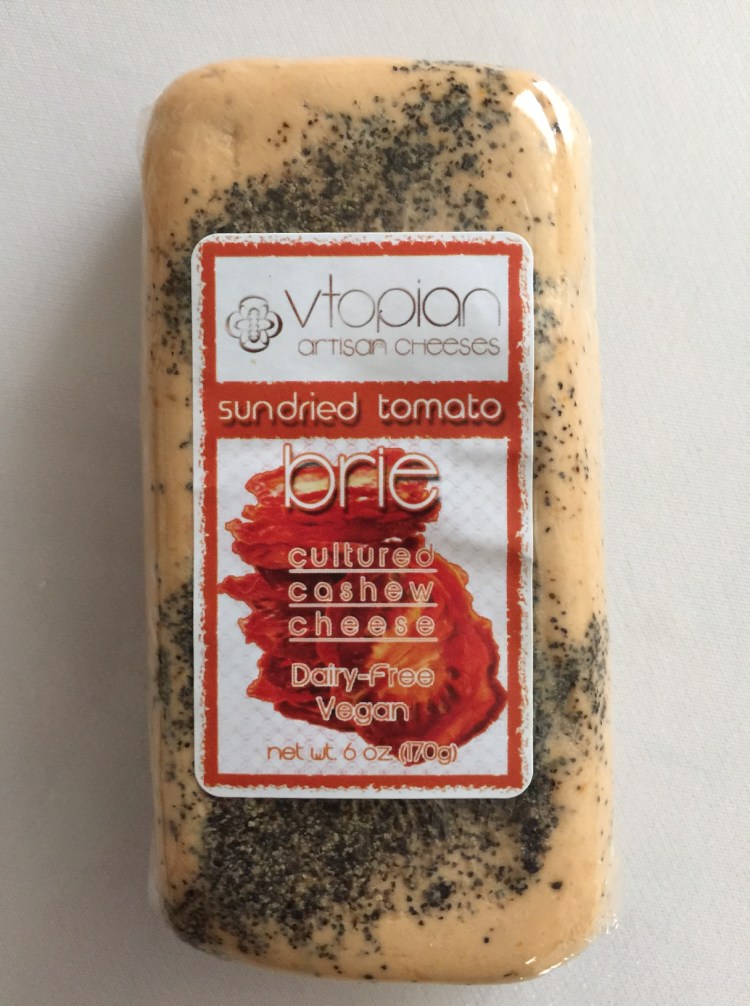 vtopian
artisan cheeses
sundried tomato
brie
cultured
cashew
cheese
Dairy-Free
Vegan
net wt. 6 oz (170g)